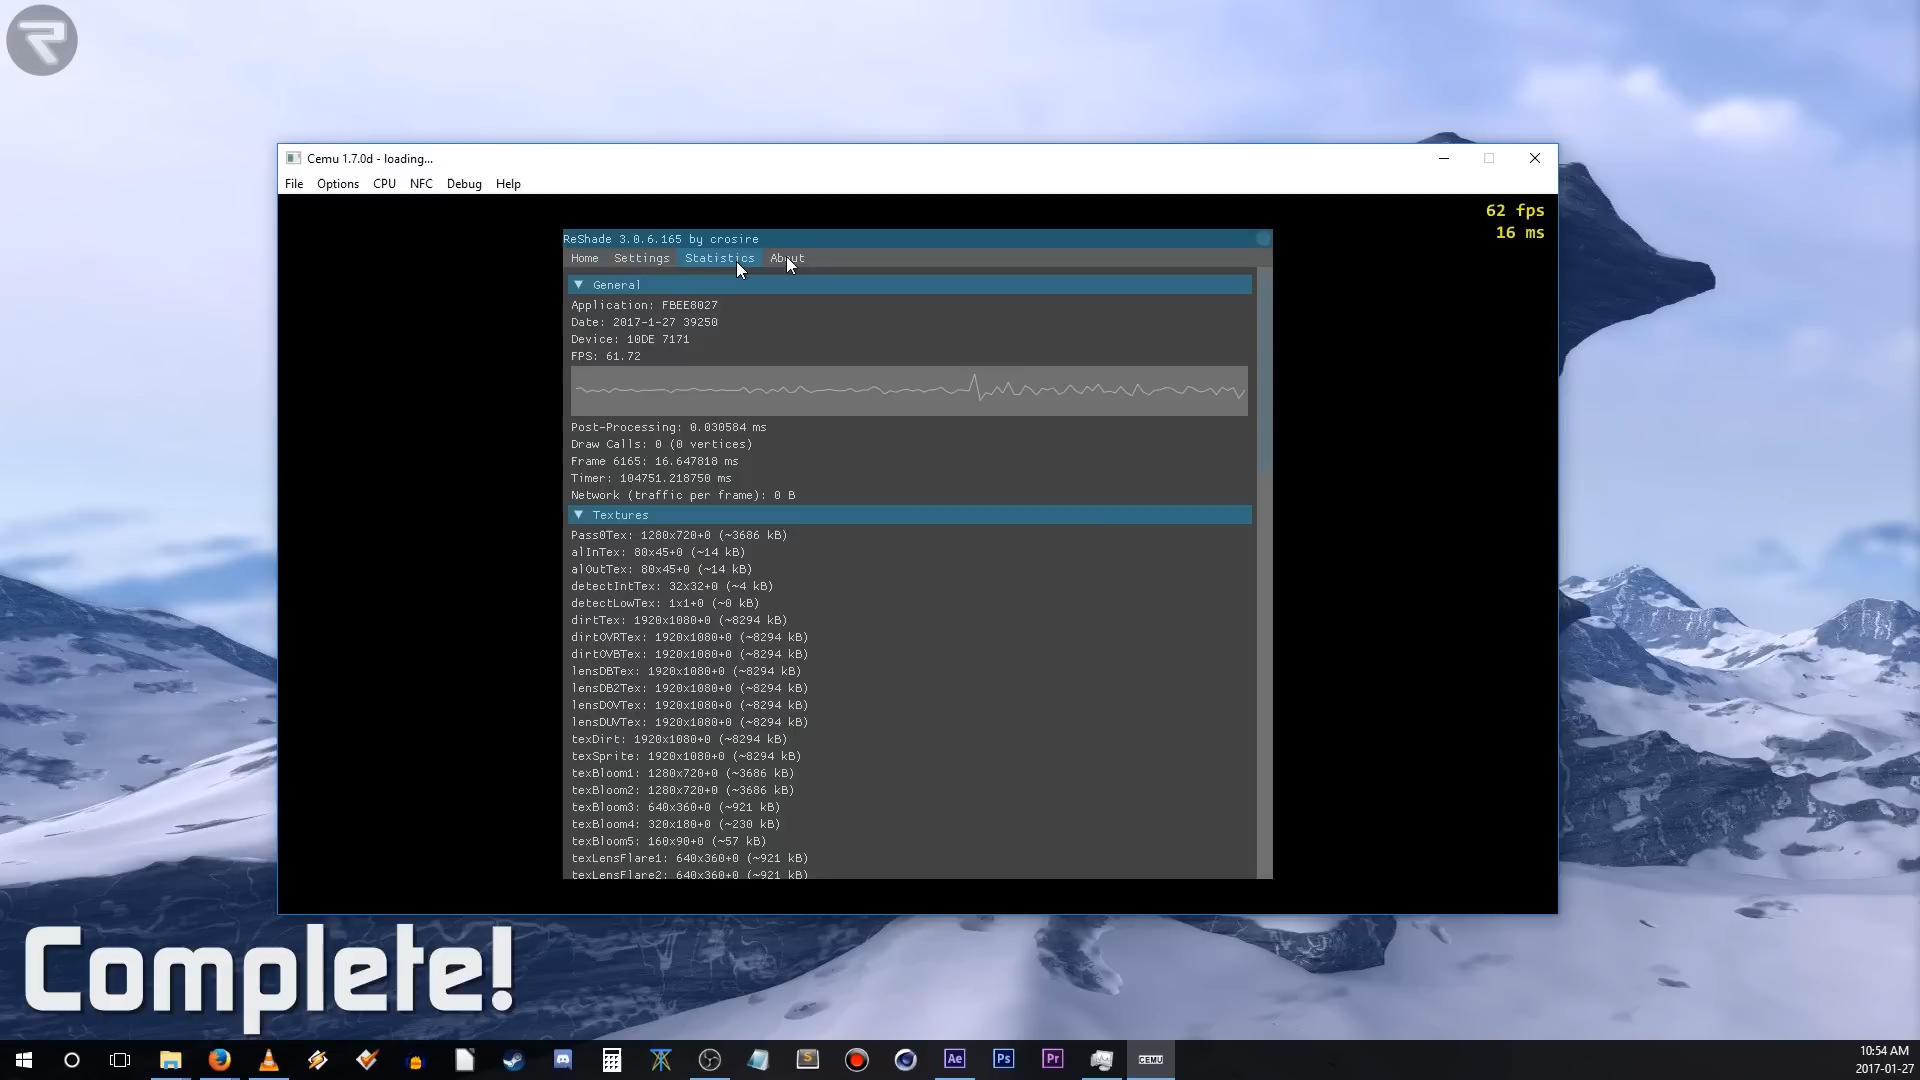 Cemu 1.7.0d - loading...
File Options CPU NFC Debug Help
62 fps
16 ms
ReShade 3.0.6.165 by crosire
Home Settings Statistics About
General
Application: FBEE8027
Date: 2017-1-27 39250
Device: 10DE 7171
FPS: 61.72
Post-Processing: 0.030584 ms
Draw Calls: 0 (0 vertices)
Frame 6165: 16.647818 ms
Timer: 104751.218750 ms
Network (traffic per frame): 0 B
Textures
Pass0Tex: 1280x720+0 (~3686 kB)
alInTex: 80x45+0 (~14 kB)
alOutTex: 80x45+0 (~14 kB)
detectIntTex: 32x32+0 (~4 kB)
detectLowTex: 1x1+0 (~0 kB)
dirtTex: 1920x1080+0 (~8294 kB)
dirtOVRTex: 1920x1080+0 (~8294 kB)
dirtOVBTex: 1920x1080+0 (~8294 kB)
lensDBTex: 1920x1080+0 (~8294 kB)
lensDB2Tex: 1920x1080+0 (~8294 kB)
lensDOVTex: 1920x1080+0 (~8294 kB)
lensDUVTex: 1920x1080+0 (~8294 kB)
texDirt: 1920x1080+0 (~8294 kB)
texSprite: 1920x1080+0 (~8294 kB)
texBloom1: 1280x720+0 (~3686 kB)
texBloom2: 1280x720+0 (~3686 kB)
texBloom3: 640x360+0 (~921 kB)
texBloom4: 320x180+0 (~230 kB)
texBloom5: 160x90+0 (~57 kB)
texLensFlare1: 640x360+0 (~921 kB)
texLensFlare2: 640x360+0 (~921 kB)
Complete!
S Ae Ps Pr CEMU
10:54 AM
2017-01-27